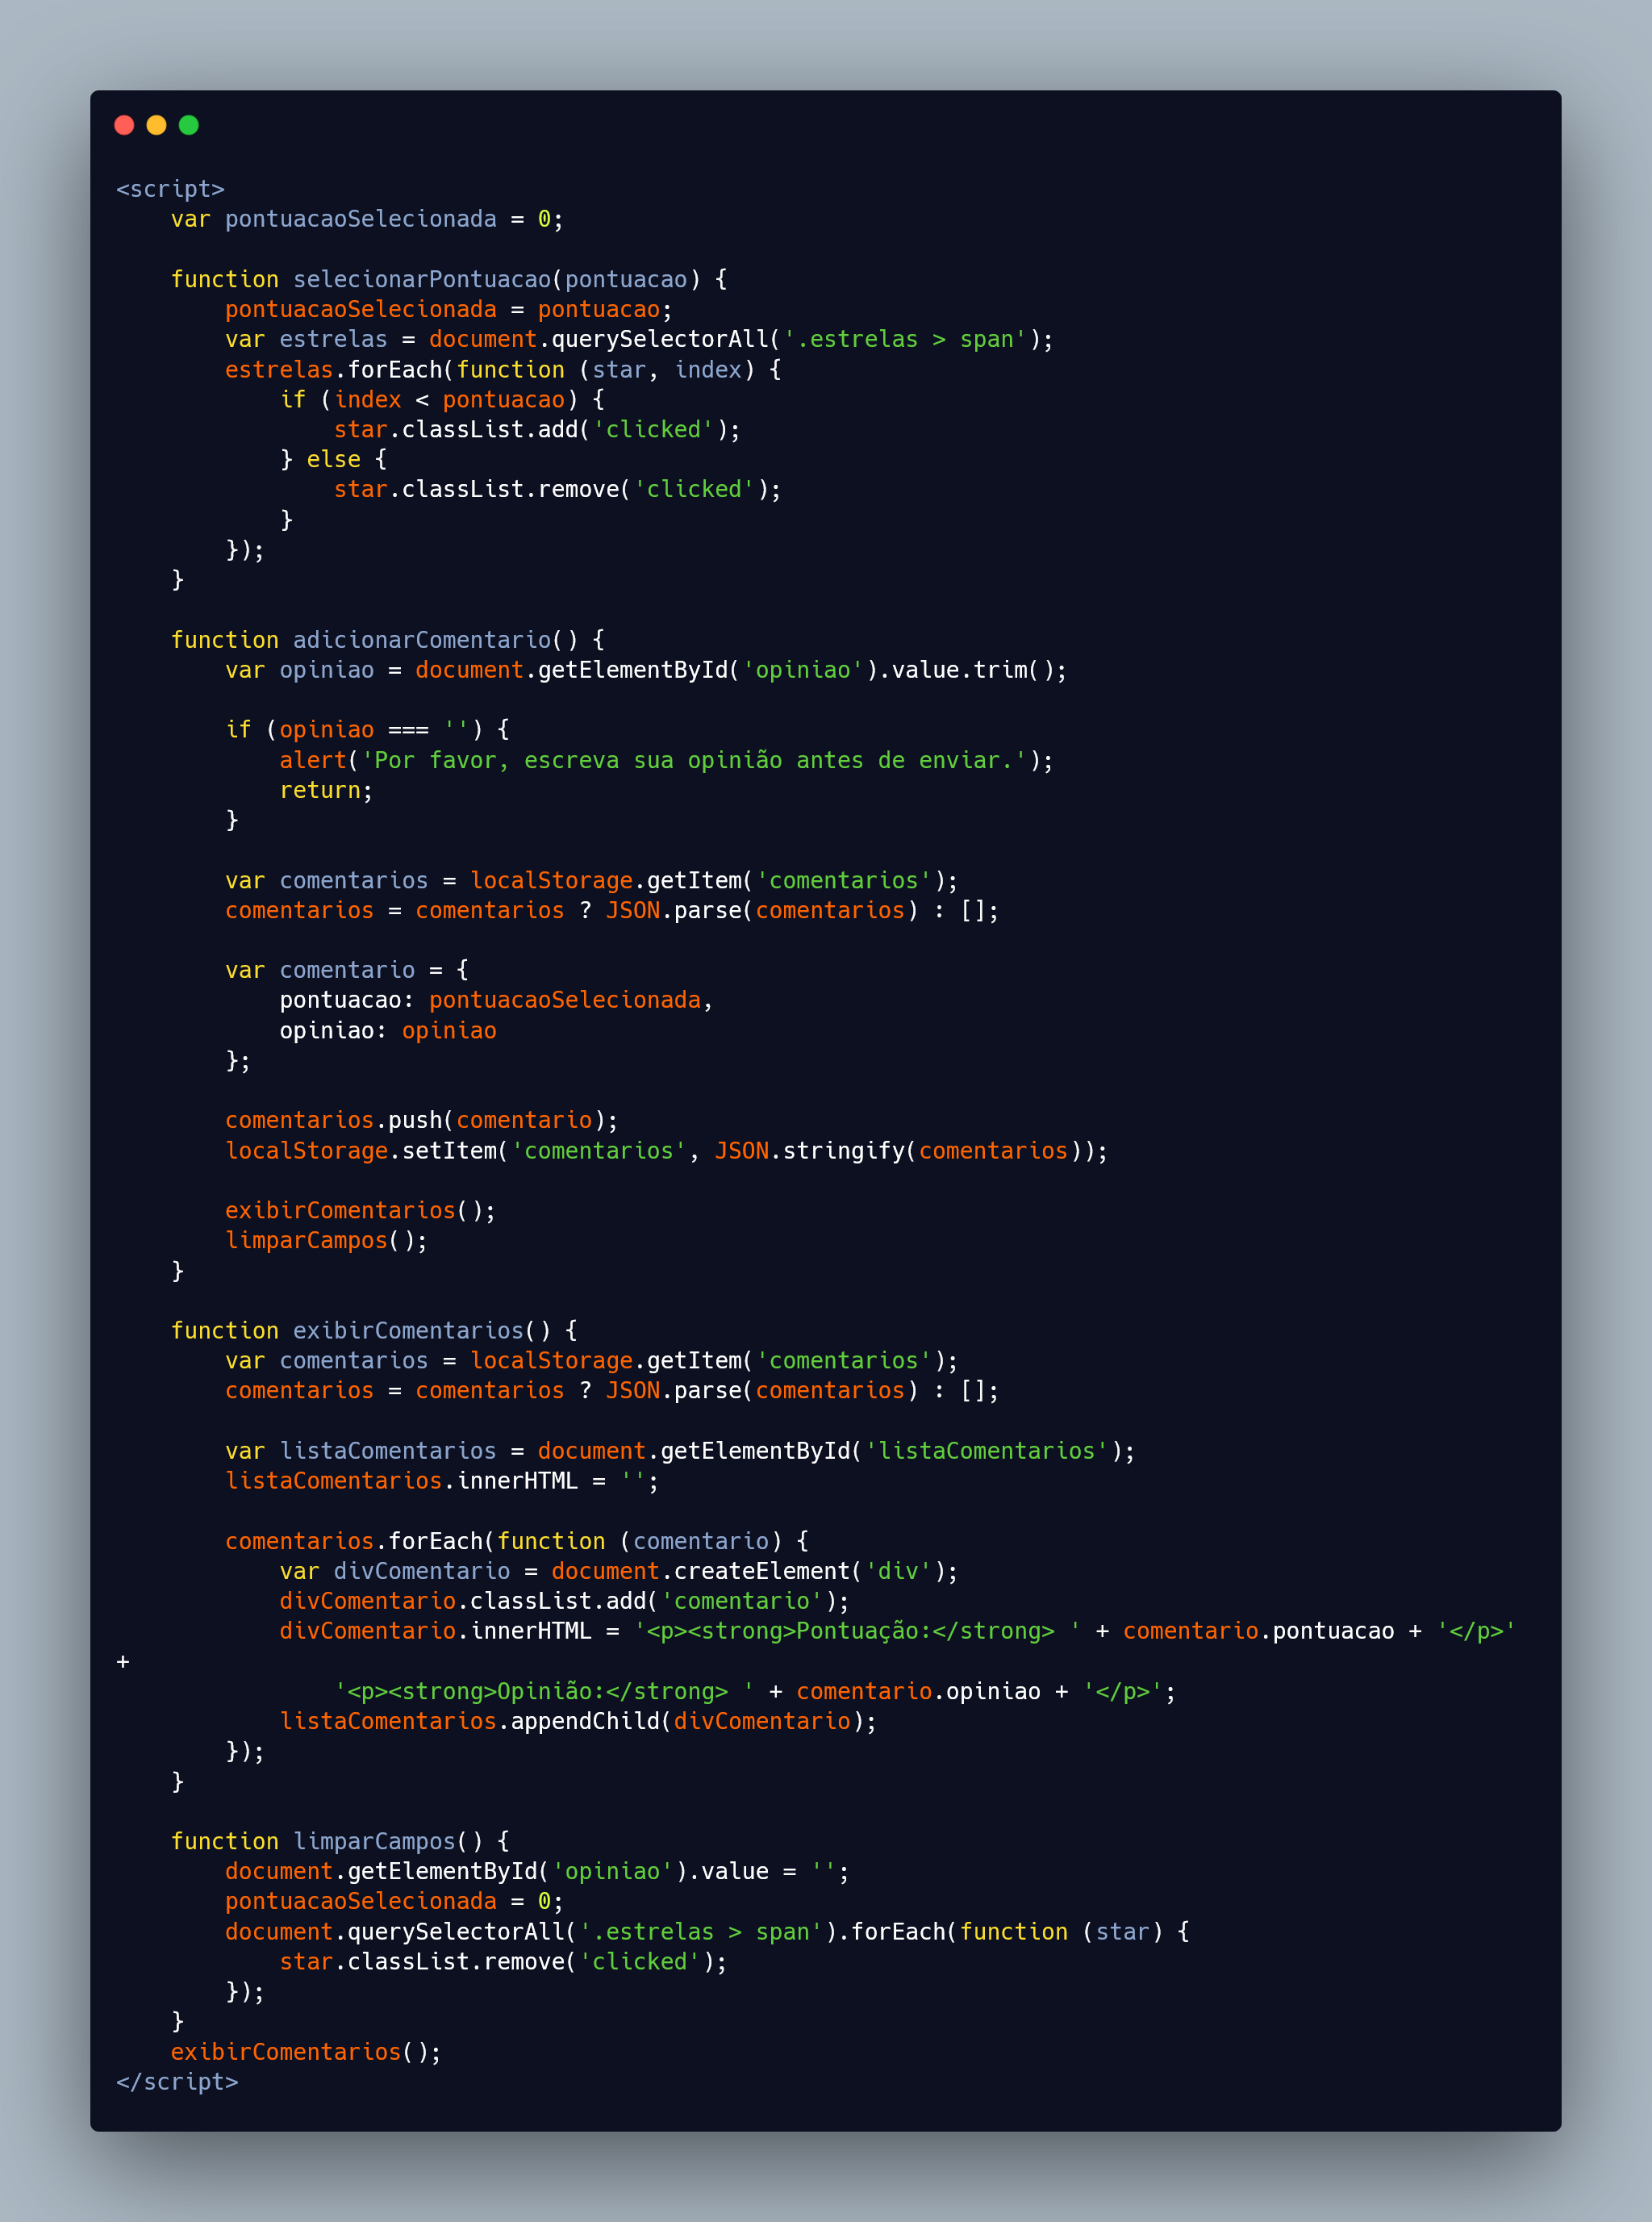 <script>
    var pontuacaoSelecionada = 0;

    function selecionarPontuacao(pontuacao) {
        pontuacaoSelecionada = pontuacao;
        var estrelas = document.querySelectorAll('.estrelas > span');
        estrelas.forEach(function (star, index) {
            if (index < pontuacao) {
                star.classList.add('clicked');
            } else {
                star.classList.remove('clicked');
            }
        });
    }

    function adicionarComentario() {
        var opiniao = document.getElementById('opiniao').value.trim();

        if (opiniao === '') {
            alert('Por favor, escreva sua opinião antes de enviar.');
            return;
        }

        var comentarios = localStorage.getItem('comentarios');
        comentarios = comentarios ? JSON.parse(comentarios) : [];

        var comentario = {
            pontuacao: pontuacaoSelecionada,
            opiniao: opiniao
        };

        comentarios.push(comentario);
        localStorage.setItem('comentarios', JSON.stringify(comentarios));

        exibirComentarios();
        limparCampos();
    }

    function exibirComentarios() {
        var comentarios = localStorage.getItem('comentarios');
        comentarios = comentarios ? JSON.parse(comentarios) : [];

        var listaComentarios = document.getElementById('listaComentarios');
        listaComentarios.innerHTML = '';

        comentarios.forEach(function (comentario) {
            var divComentario = document.createElement('div');
            divComentario.classList.add('comentario');
            divComentario.innerHTML = '<p><strong>Pontuação:</strong> ' + comentario.pontuacao + '</p>'
+
                '<p><strong>Opinião:</strong> ' + comentario.opiniao + '</p>';
            listaComentarios.appendChild(divComentario);
        });
    }

    function limparCampos() {
        document.getElementById('opiniao').value = '';
        pontuacaoSelecionada = 0;
        document.querySelectorAll('.estrelas > span').forEach(function (star) {
            star.classList.remove('clicked');
        });
    }
    exibirComentarios();
</script>